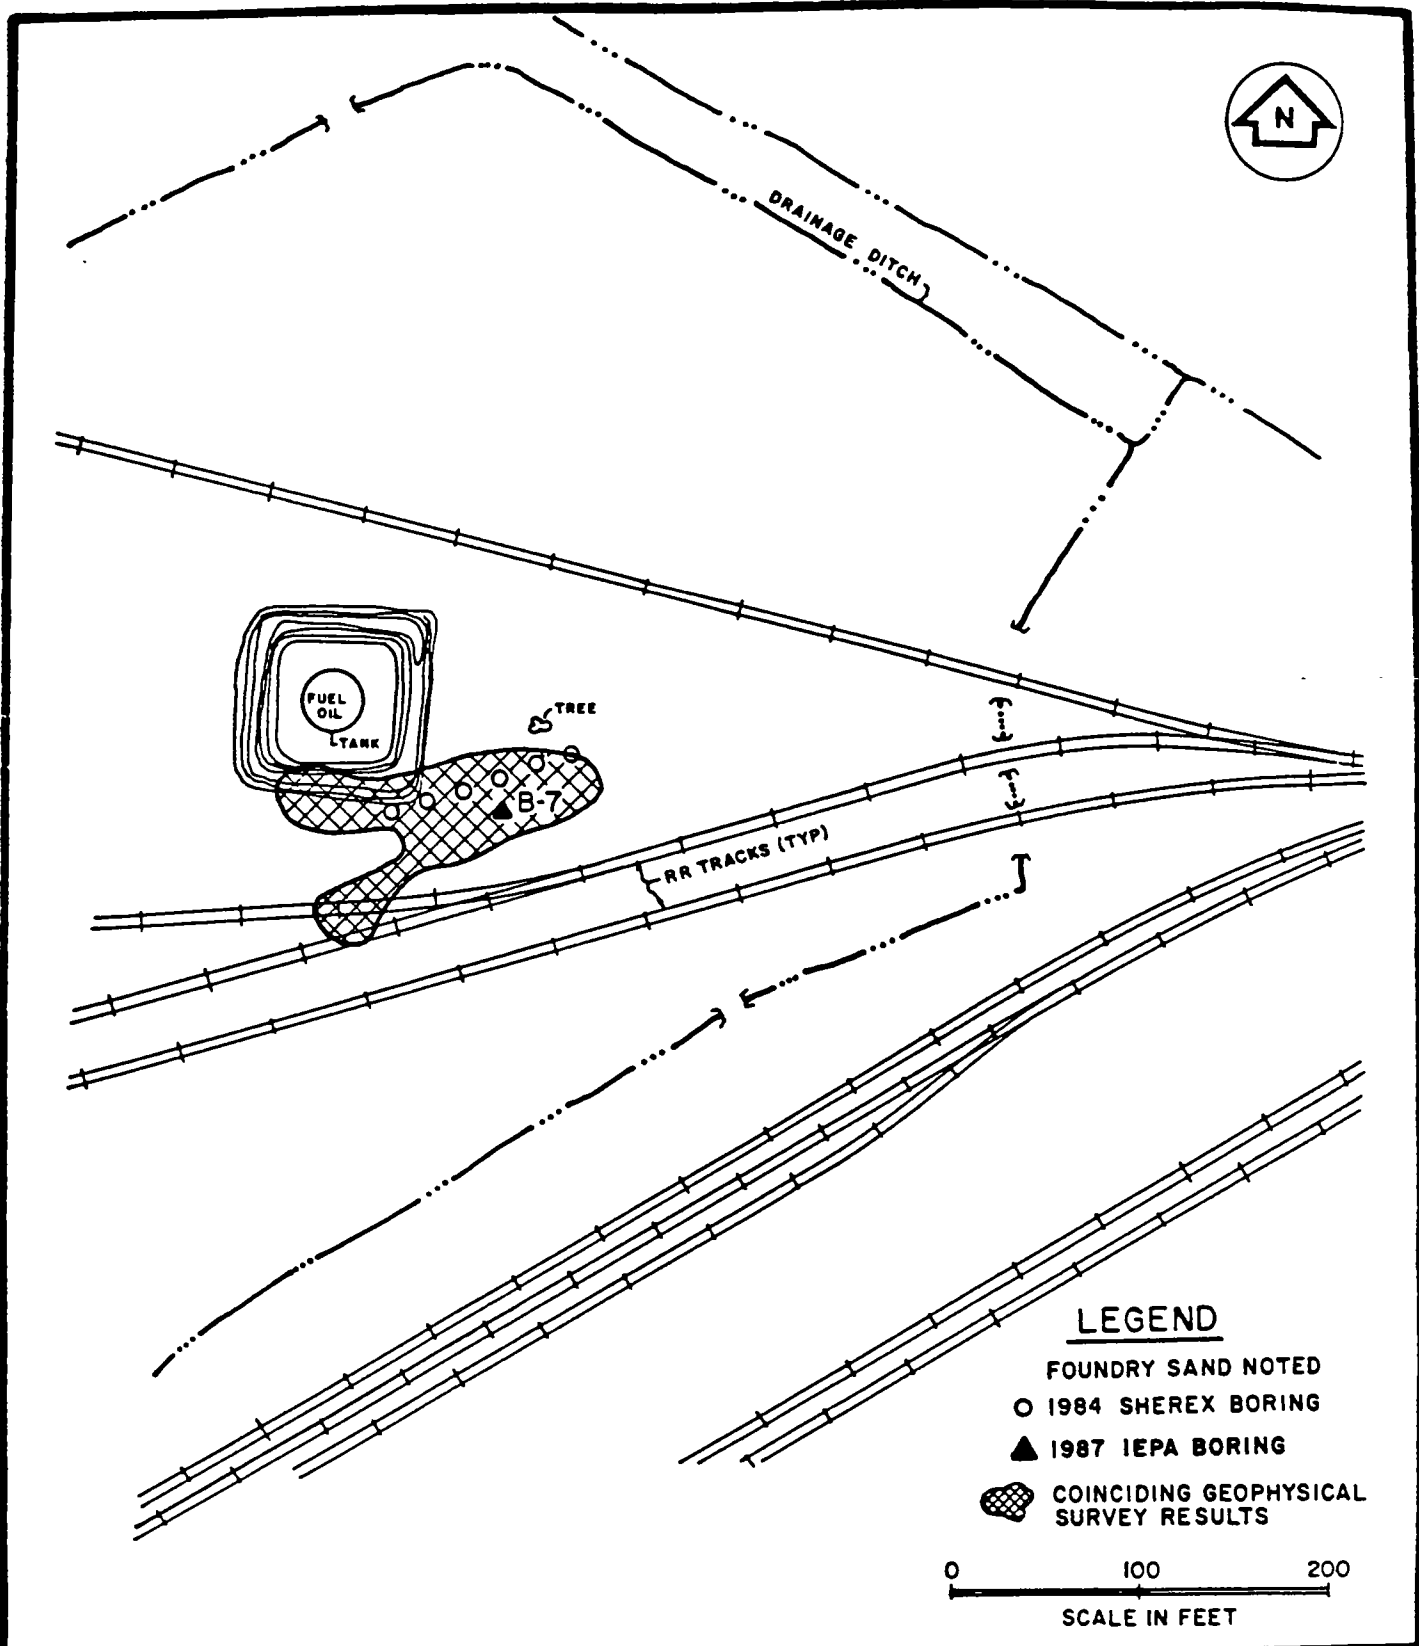 N
DRAINAGE DITCH
FUEL
OIL
TANK
TREE
B-7
RR TRACKS (TYP)
LEGEND
FOUNDRY SAND NOTED
1984 SHEREX BORING
1987 IEPA BORING
COINCIDING GEOPHYSICAL
SURVEY RESULTS
0 100 200
SCALE IN FEET